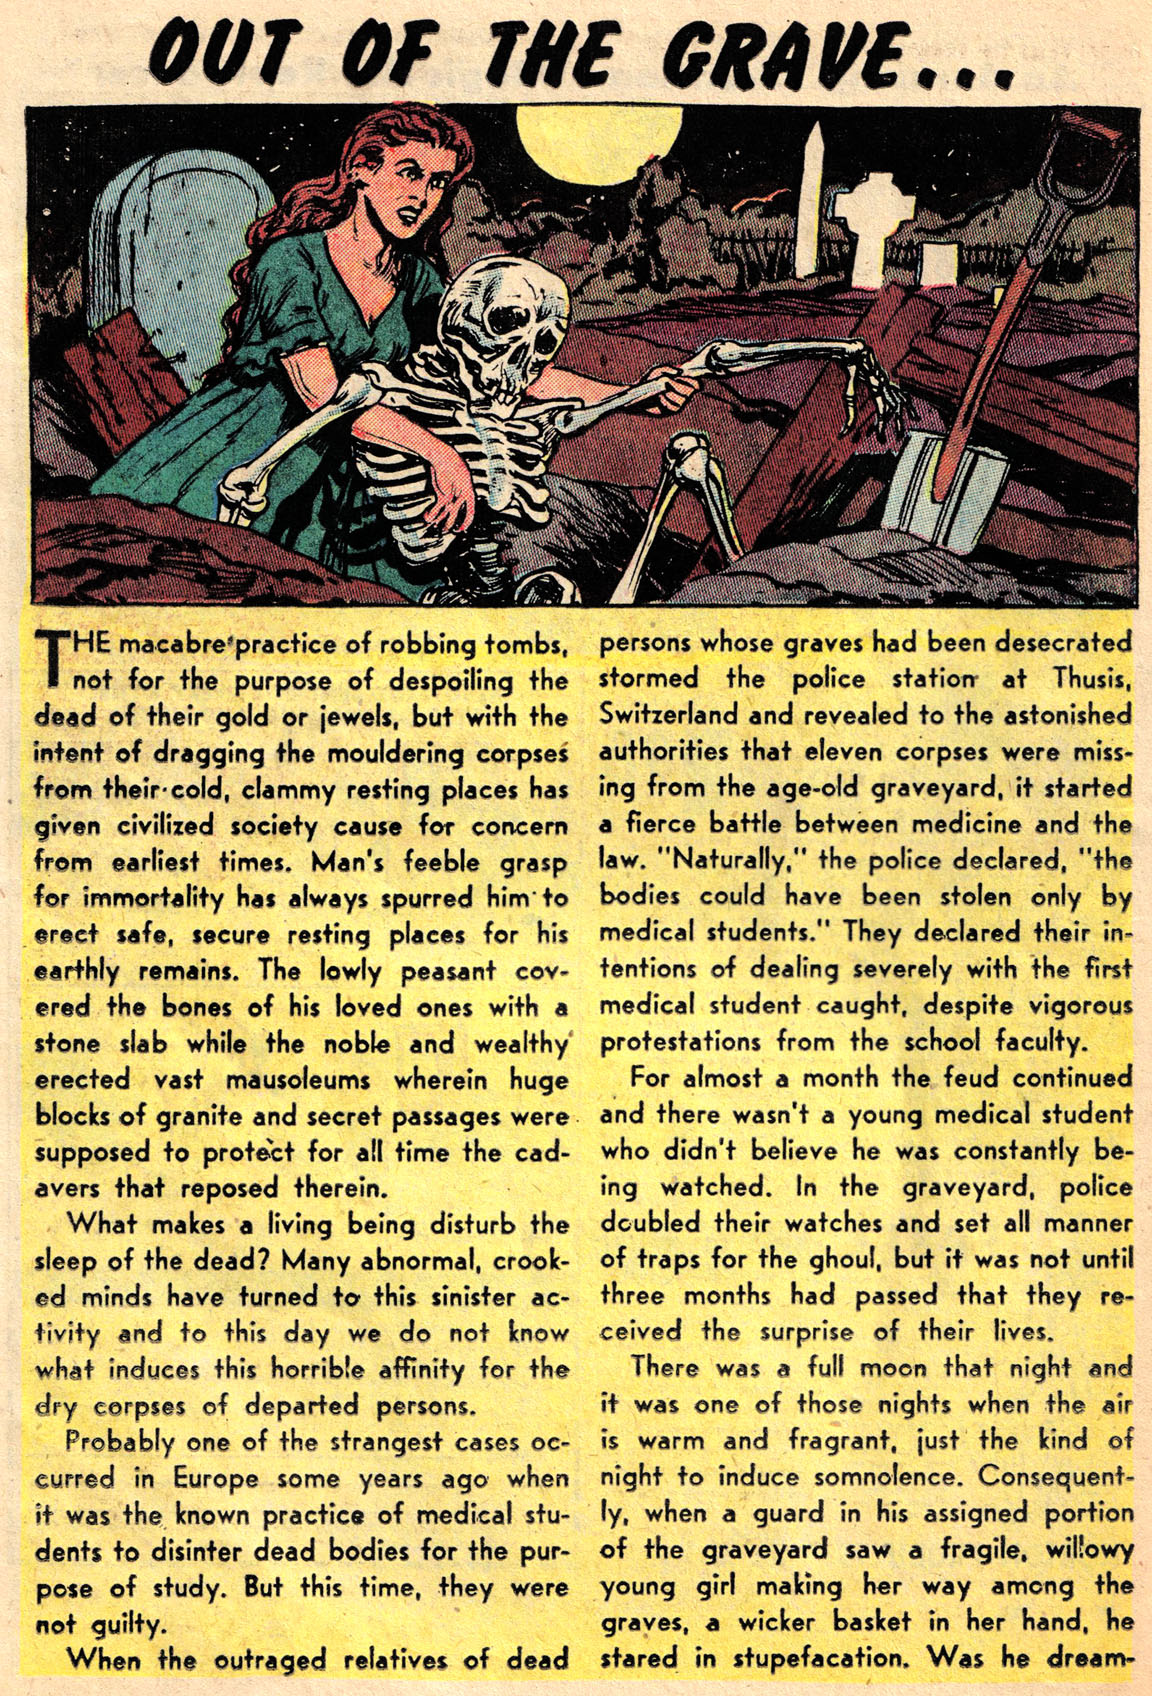 OUT OF THE GRAVE...
THE macabre practice of robbing tombs,
not for the purpose of despoiling the
dead of their gold or jewels, but with the
intent of dragging the mouldering corpses
from their cold, clammy resting places has
given civilized society cause for concern
from earliest times. Man's feeble grasp
for immortality has always spurred him to
erect safe, secure resting places for his
earthly remains. The lowly peasant cov-
ered the bones of his loved ones with a
stone slab while the noble and wealthy
erected vast mausoleums wherein huge
blocks of granite and secret passages were
supposed to protect for all time the cad-
avers that reposed therein.
What makes a living being disturb the
sleep of the dead? Many abnormal, crook-
ed minds have turned to this sinister ac-
tivity and to this day we do not know
what induces this horrible affinity for the
dry corpses of departed persons.
Probably one of the strangest cases oc-
curred in Europe some years ago when
it was the known practice of medical stu-
dents to disinter dead bodies for the pur-
pose of study. But this time, they were
not guilty.
When the outraged relatives of dead
persons whose graves had been desecrated
stormed the police station at Thusis,
Switzerland and revealed to the astonished
authorities that eleven corpses were miss-
ing from the age-old graveyard, it started
a fierce battle between medicine and the
law. "Naturally," the police declared, "the
bodies could have been stolen only by
medical students." They declared their in-
tentions of dealing severely with the first
medical student caught, despite vigorous
protestations from the school faculty.
For almost a month the feud continued
and there wasn't a young medical student
who didn't believe he was constantly be-
ing watched. In the graveyard, police
doubled their watches and set all manner
of traps for the ghoul, but it was not until
three months had passed that they re-
ceived the surprise of their lives.
There was a full moon that night and
it was one of those nights when the air
is warm and fragrant, just the kind of
night to induce somnolence. Consequent-
ly, when a guard in his assigned portion
of the graveyard saw a fragile, willowy
young girl making her way among the
graves, a wicker basket in her hand, he
stared in stupefacation. Was he dream-